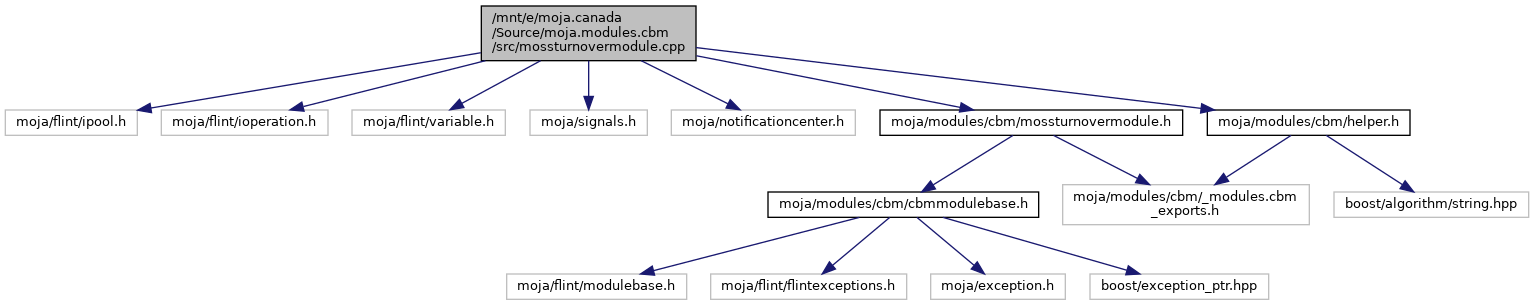 /mnt/e/moja.canada
/Source/moja.modules.cbm
/src/mossturnovermodule.cpp
moja/flint/ipool.h
moja/flint/ioperation.h
moja/flint/variable.h
moja/signals.h
moja/notificationcenter.h
moja/modules/cbm/mossturnovermodule.h
moja/modules/cbm/helper.h
moja/modules/cbm/cbmmodulebase.h
moja/modules/cbm/_modules.cbm
_exports.h
boost/algorithm/string.hpp
moja/flint/modulebase.h
moja/flint/flintexceptions.h
moja/exception.h
boost/exception_ptr.hpp